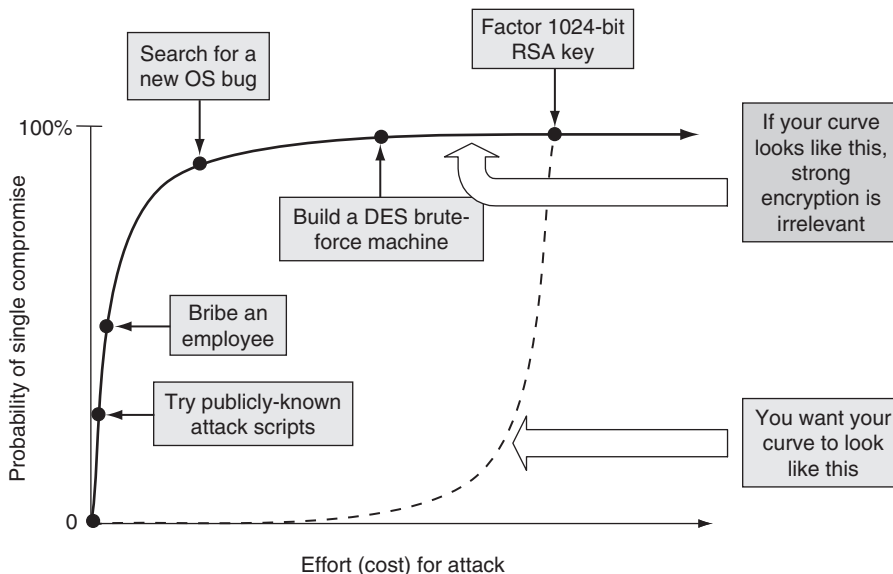 Factor 1024-bit
RSA key
Search for a
new OS bug
100%
If your curve
looks like this,
strong
encryption is
irrelevant
Build a DES brute-
force machine
Bribe an
employee
Try publicly-known
attack scripts
You want your
curve to look
like this
Probability of single compromise
0
Effort (cost) for attack